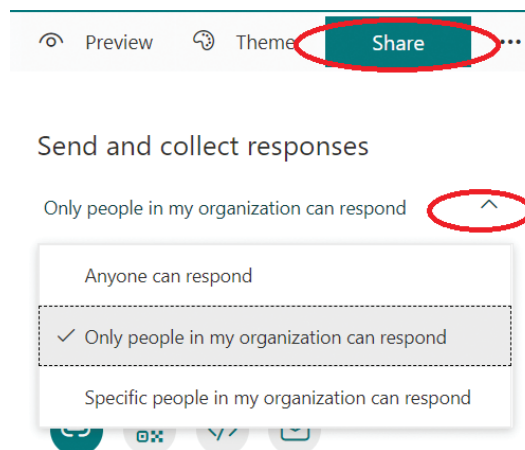 Preview Theme Share ...
Send and collect responses
Only people in my organization can respond
Anyone can respond
Only people in my organization can respond
Specific people in my organization can respond